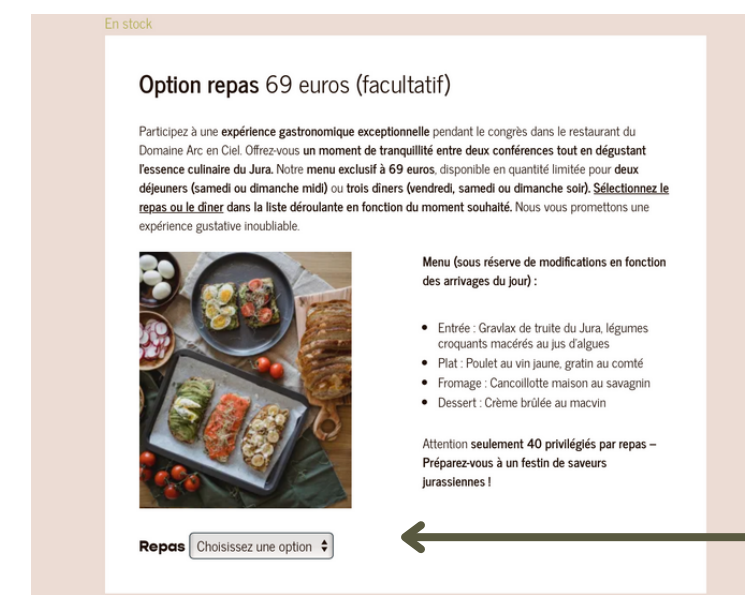 En stock
Option repas 69 euros (facultatif)
Participez à une expérience gastronomique exceptionnelle pendant le congrès dans le restaurant du
Domaine Arc en Ciel. Offrez-vous un moment de tranquillité entre deux conférences tout en dégustant
l'essence culinaire du Jura. Notre menu exclusif à 69 euros, disponible en quantité limitée pour deux
déjeuners (samedi ou dimanche midi) ou trois dîners (vendredi, samedi ou dimanche soir). Sélectionnez le
repas ou le dîner dans la liste déroulante en fonction du moment souhaité. Nous vous promettons une
expérience gustative inoubliable.
Menu (sous réserve de modifications en fonction
des arrivages du jour) :
• Entrée : Gravlax de truite du Jura, légumes
croquants macérés au jus d'algues
• Plat : Poulet au vin jaune, gratin au comté
• Fromage : Cancoillotte maison au savagnin
• Dessert : Crème brûlée au macvin
Attention seulement 40 privilégiés par repas –
Préparez-vous à un festin de saveurs
jurassiennes !
Repas Choisissez une option